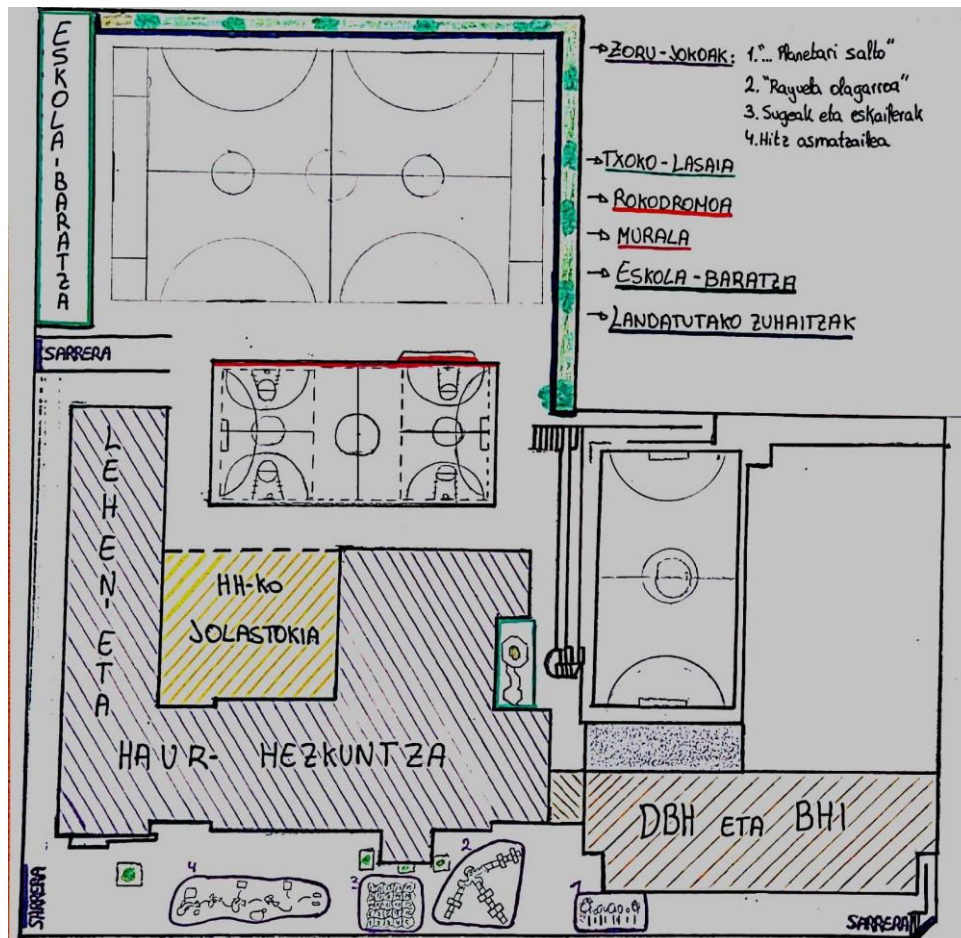 ESKOLA-BARATZA
→ZORU-JOKOAK: 1."... Planetari salto"
2."Rayuela olagarroa"
3. Sugeak eta eskailerak
4. Hitz asmatzailea
→TXOKO-LASAIA
→ROKODROMOA
→MURALA
→ESKOLA-BARATZA
→LANDATUTAKO ZUHAITZAK
SARRERA
LEHEN- ETA
HH-ko
JOLASTOKIA
HAUR- HEZKUNTZA
DBH ETA BHI
4
3
2
1
SARRERA
SARRERA